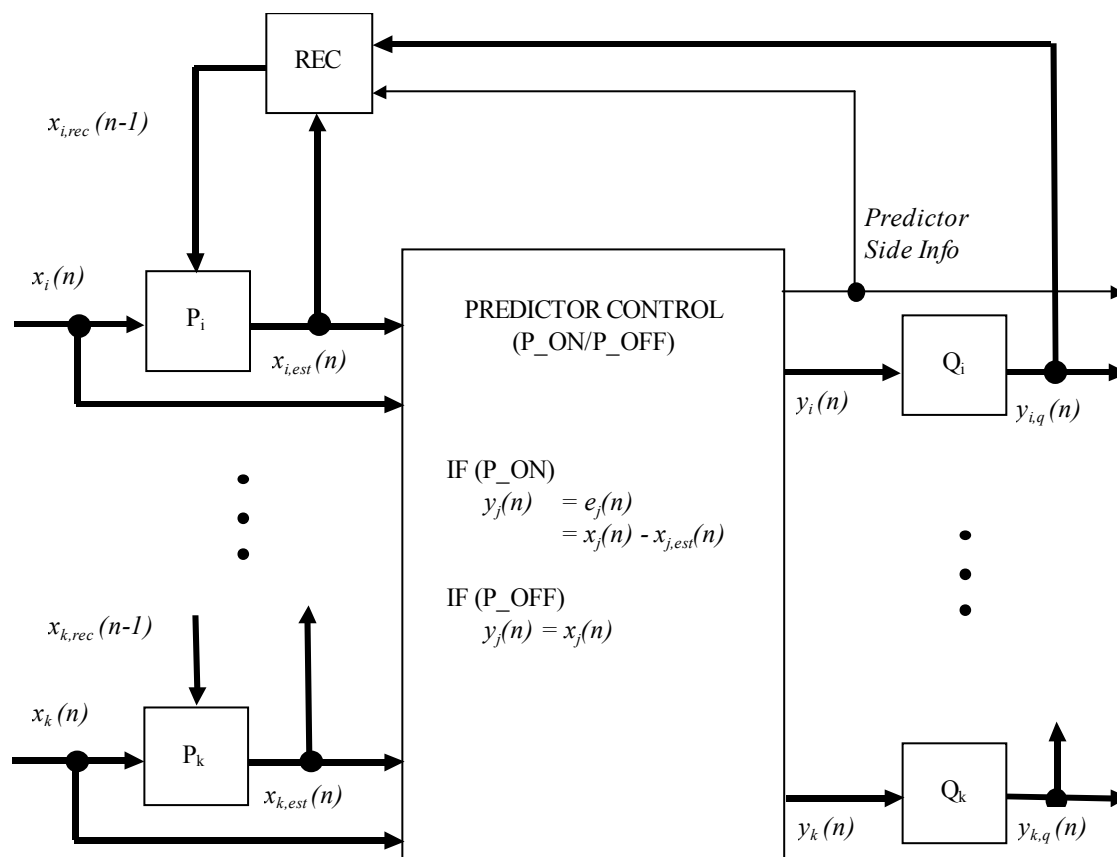 REC
x_{i,rec}(n-1)
Predictor
Side Info
x_i(n)
P_i
x_{i,est}(n)
PREDICTOR CONTROL
(P_ON/P_OFF)
Q_i
y_i(n)
y_{i,q}(n)
IF (P_ON)
y_j(n) = e_j(n)
= x_j(n) - x_{j,est}(n)
IF (P_OFF)
y_j(n) = x_j(n)
x_{k,rec}(n-1)
x_k(n)
P_k
x_{k,est}(n)
Q_k
y_k(n)
y_{k,q}(n)